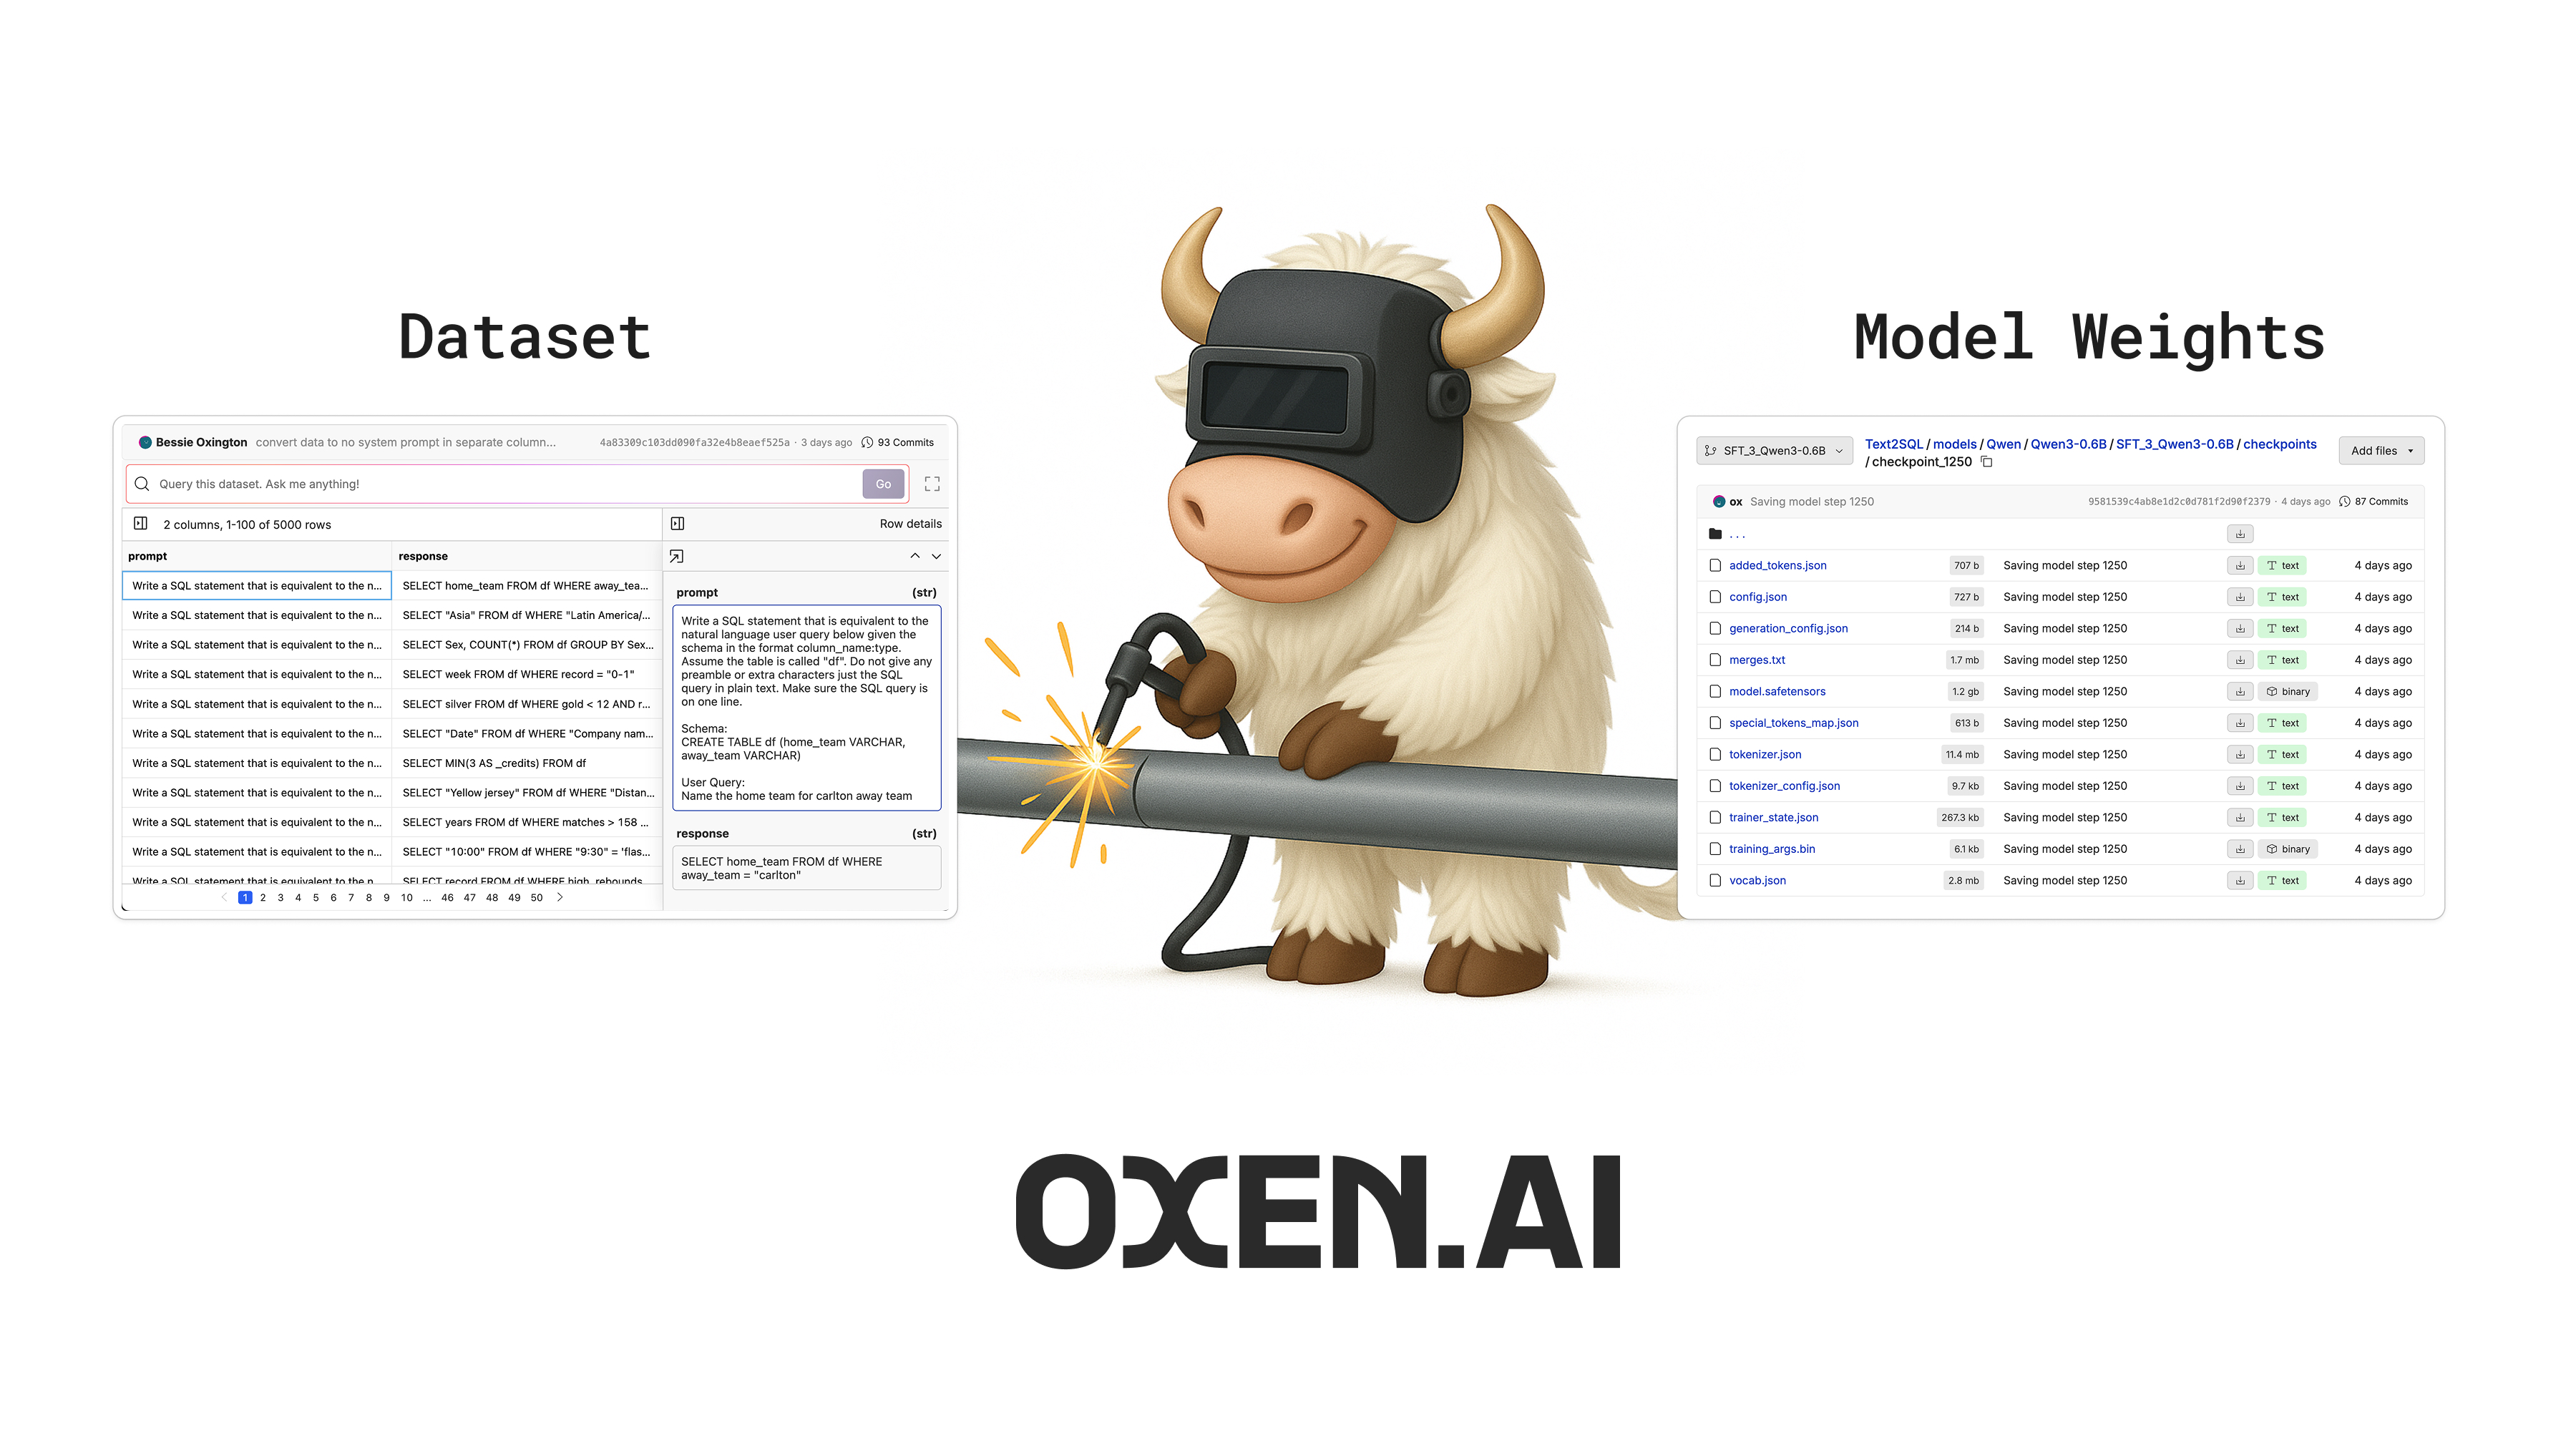 Dataset
Bessie Oxington convert data to no system prompt in separate column... 4a83309c103dd090fa32e4b8eaef525a · 3 days ago 93 Commits
Query this dataset. Ask me anything! Go
2 columns, 1-100 of 5000 rows
prompt response
Write a SQL statement that is equivalent to the n... SELECT home_team FROM df WHERE away_tea...
Write a SQL statement that is equivalent to the n... SELECT "Asia" FROM df WHERE "Latin America/...
Write a SQL statement that is equivalent to the n... SELECT Sex, COUNT(*) FROM df GROUP BY Sex...
Write a SQL statement that is equivalent to the n... SELECT week FROM df WHERE record = "0-1"
Write a SQL statement that is equivalent to the n... SELECT silver FROM df WHERE gold < 12 AND r...
Write a SQL statement that is equivalent to the n... SELECT "Date" FROM df WHERE "Company nam...
Write a SQL statement that is equivalent to the n... SELECT MIN(3 AS _credits) FROM df
Write a SQL statement that is equivalent to the n... SELECT "Yellow jersey" FROM df WHERE "Distan...
Write a SQL statement that is equivalent to the n... SELECT years FROM df WHERE matches > 158 ...
Write a SQL statement that is equivalent to the n... SELECT "10:00" FROM df WHERE "9:30" = 'flas...
Write a SQL statement that is equivalent to the n... SELECT record FROM df WHERE high_rebounds
1 2 3 4 5 6 7 8 9 10 ... 46 47 48 49 50
Row details
prompt (str)
Write a SQL statement that is equivalent to the
natural language user query below given the
schema in the format column_name:type.
Assume the table is called "df". Do not give any
preamble or extra characters just the SQL
query in plain text. Make sure the SQL query is
on one line.
Schema:
CREATE TABLE df (home_team VARCHAR,
away_team VARCHAR)
User Query:
Name the home team for carlton away team
response (str)
SELECT home_team FROM df WHERE
away_team = "carlton"
Model Weights
SFT_3_Qwen3-0.6B Text2SQL / models / Qwen / Qwen3-0.6B / SFT_3_Qwen3-0.6B / checkpoints Add files
/ checkpoint_1250
ox Saving model step 1250 9581539c4ab8e1d2c0d781f2d90f2379 · 4 days ago 87 Commits
...
added_tokens.json 707 b Saving model step 1250 text 4 days ago
config.json 727 b Saving model step 1250 text 4 days ago
generation_config.json 214 b Saving model step 1250 text 4 days ago
merges.txt 1.7 mb Saving model step 1250 text 4 days ago
model.safetensors 1.2 gb Saving model step 1250 binary 4 days ago
special_tokens_map.json 613 b Saving model step 1250 text 4 days ago
tokenizer.json 11.4 mb Saving model step 1250 text 4 days ago
tokenizer_config.json 9.7 kb Saving model step 1250 text 4 days ago
trainer_state.json 267.3 kb Saving model step 1250 text 4 days ago
training_args.bin 6.1 kb Saving model step 1250 binary 4 days ago
vocab.json 2.8 mb Saving model step 1250 text 4 days ago
OXEN.AI